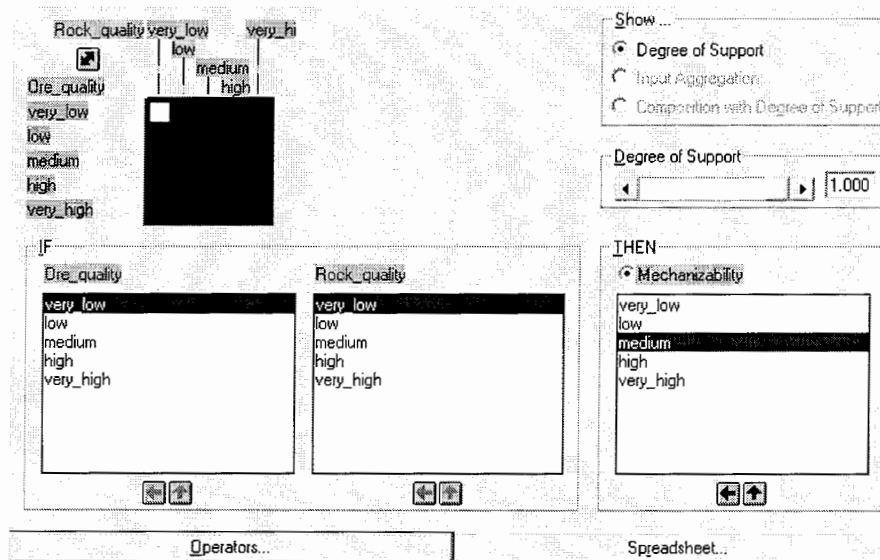 Rock_quality very_low very_hi
low
medium
high
Ore_quality
very_low
low
medium
high
very_high
Show ...
Degree of Support
Input Aggregation
Composition with Degree of Support
Degree of Support
1.000
IF
Ore_quality
very_low
low
medium
high
very_high
Rock_quality
very_low
low
medium
high
very_high
THEN
Mechanizability
very_low
low
medium
high
very_high
Operators...
Spreadsheet...